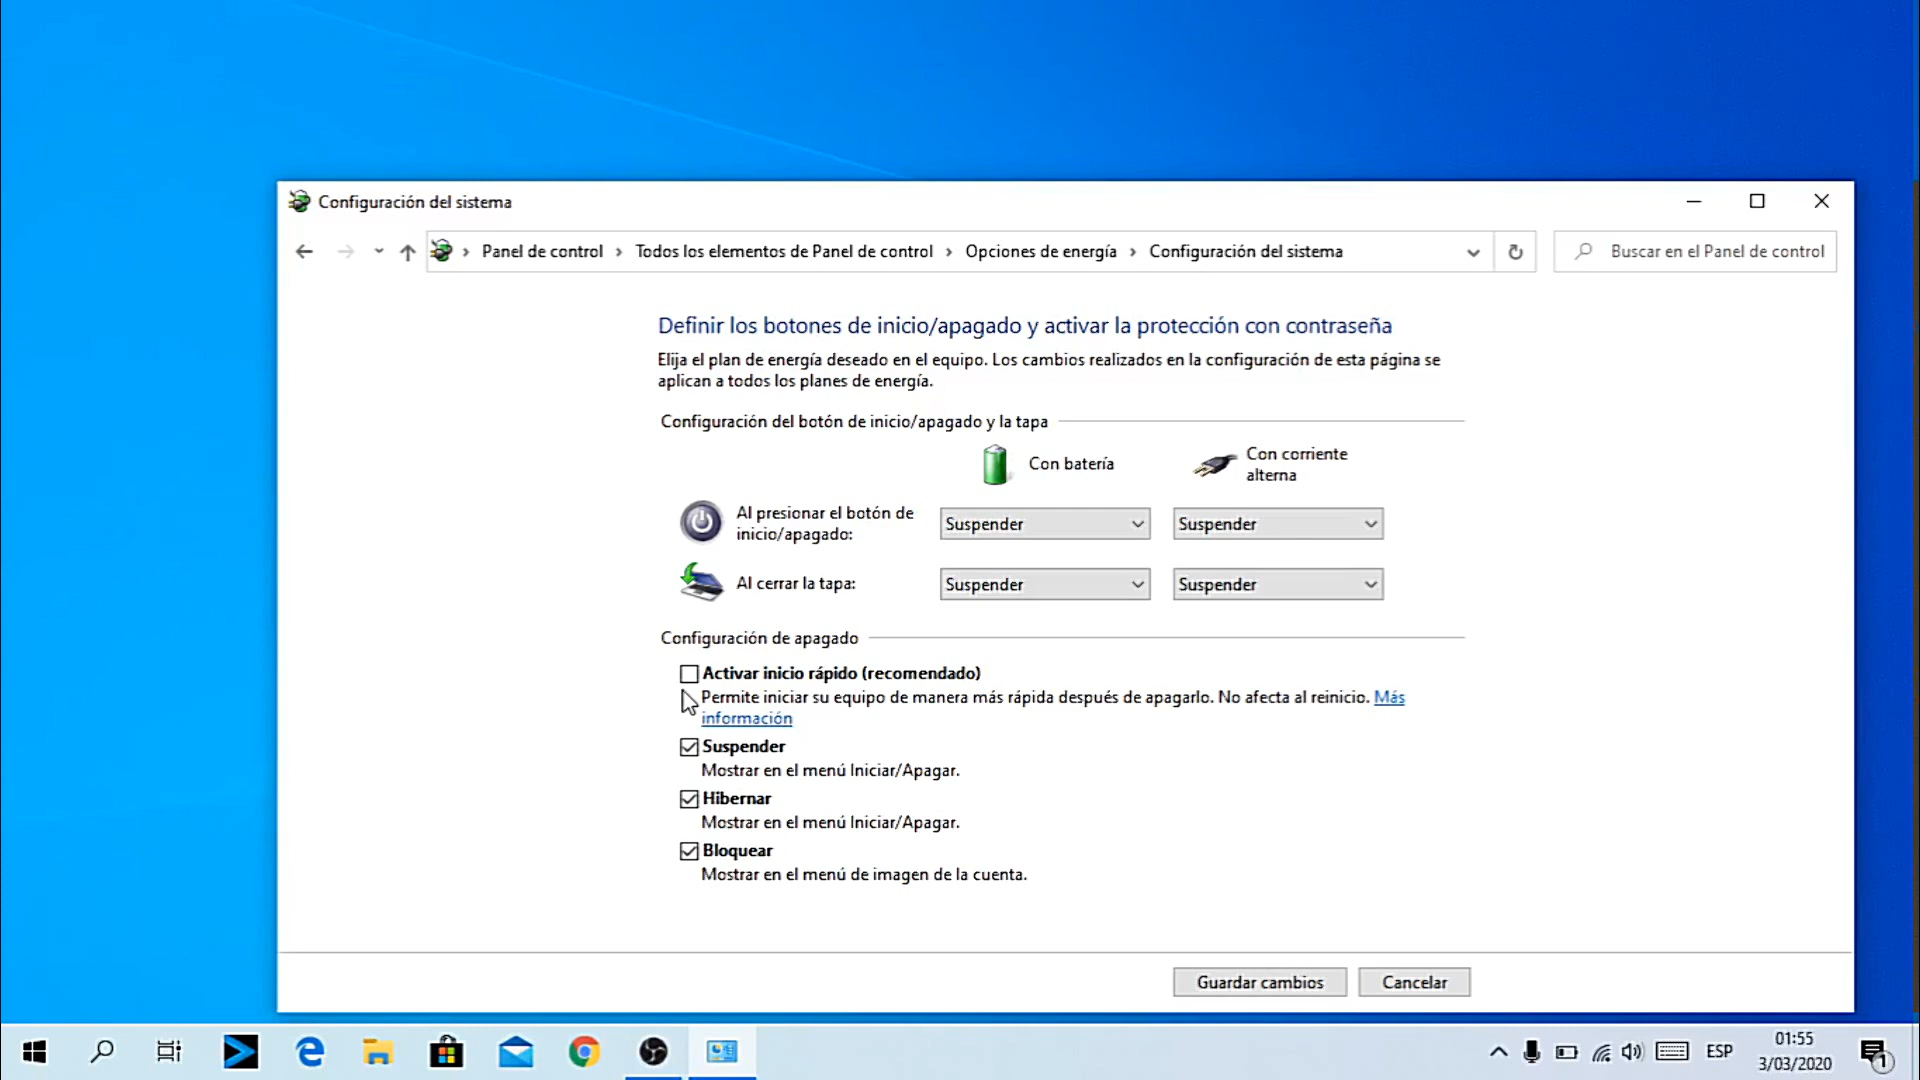 Configuración del sistema
Panel de control > Todos los elementos de Panel de control > Opciones de energía > Configuración del sistema
Buscar en el Panel de control
Definir los botones de inicio/apagado y activar la protección con contraseña
Elija el plan de energía deseado en el equipo. Los cambios realizados en la configuración de esta página se
aplican a todos los planes de energía.
Configuración del botón de inicio/apagado y la tapa
Con batería
Con corriente
alterna
Al presionar el botón de
inicio/apagado:
Suspender
Suspender
Al cerrar la tapa:
Suspender
Suspender
Configuración de apagado
Activar inicio rápido (recomendado)
Permite iniciar su equipo de manera más rápida después de apagarlo. No afecta al reinicio. Más
información
Suspender
Mostrar en el menú Iniciar/Apagar.
Hibernar
Mostrar en el menú Iniciar/Apagar.
Bloquear
Mostrar en el menú de imagen de la cuenta.
Guardar cambios
Cancelar
ESP
01:55
3/03/2020
1